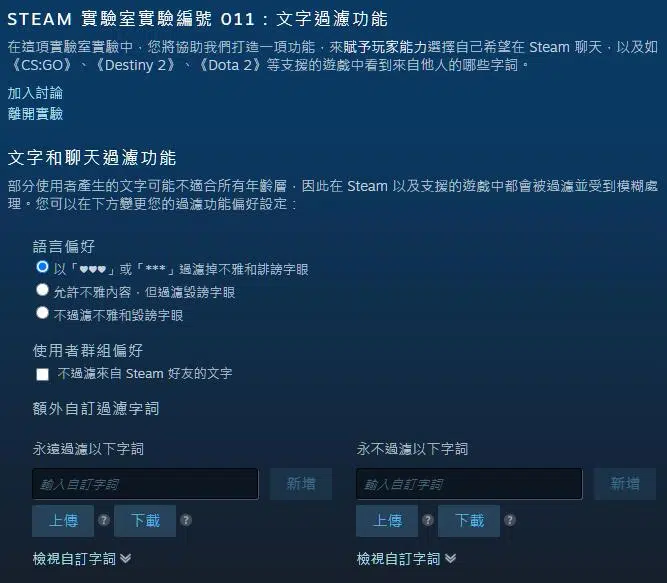 STEAM 實驗室實驗編號 011：文字過濾功能
在這項實驗室實驗中，您將協助我們打造一項功能，來賦予玩家能力選擇自己希望在 Steam 聊天，以及如
《CS:GO》、《Destiny 2》、《Dota 2》等支援的遊戲中看到來自他人的哪些字詞。
加入討論
離開實驗
文字和聊天過濾功能
部分使用者產生的文字可能不適合所有年齡層，因此在 Steam 以及支援的遊戲中都會被過濾並受到模糊處
理。您可以在下方變更您的過濾功能偏好設定：
語言偏好
以「♥♥♥」或「***」過濾掉不雅和誹謗字眼
允許不雅內容，但過濾毀謗字眼
不過濾不雅和毀謗字眼
使用者群組偏好
不過濾來自 Steam 好友的文字
額外自訂過濾字詞
永遠過濾以下字詞 永不過濾以下字詞
輸入自訂字詞 新增 輸入自訂字詞 新增
上傳 ? 下載 ? 上傳 ? 下載 ?
檢視自訂字詞 檢視自訂字詞